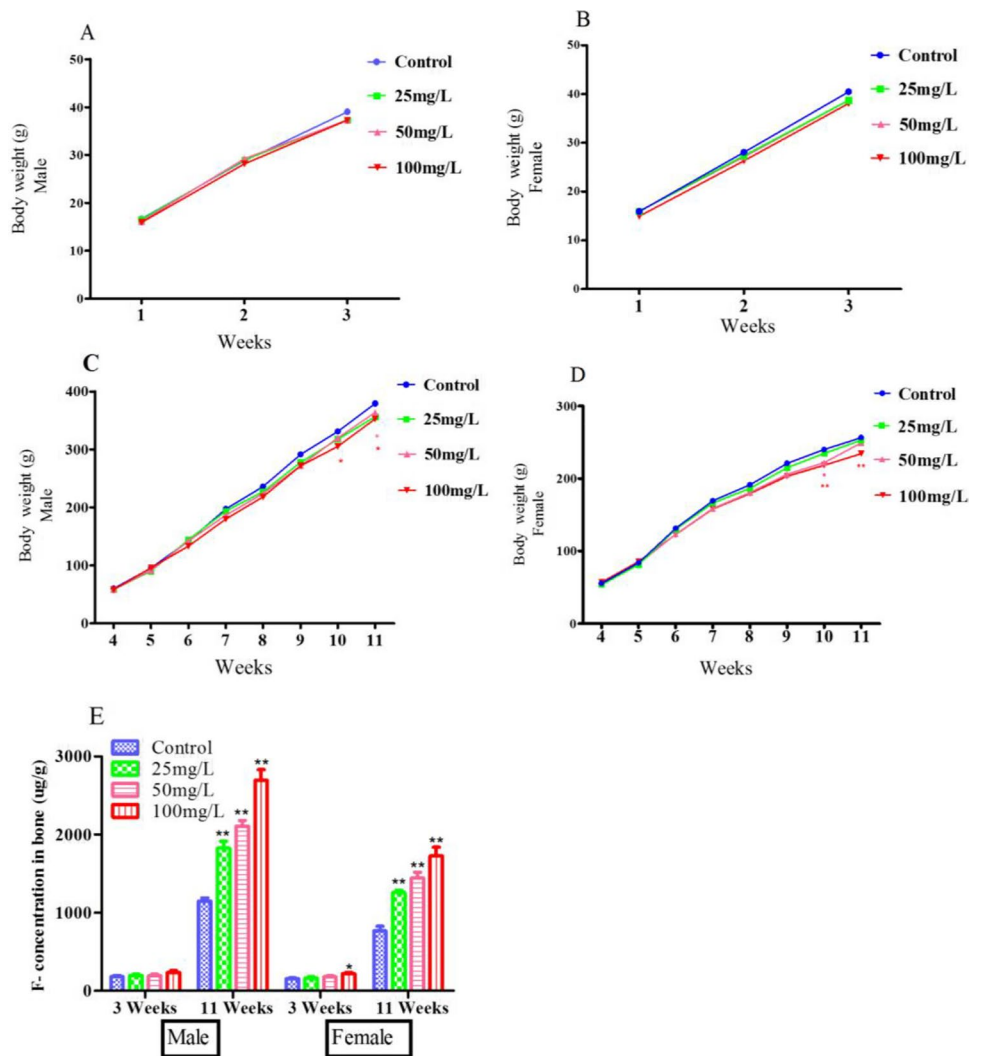 A
Body weight (g)
Male
50
40
30
20
10
0
1 2 3
Weeks
Control
25mg/L
50mg/L
100mg/L
B
Body weight (g)
Female
50
40
30
20
10
0
1 2 3
Weeks
Control
25mg/L
50mg/L
100mg/L
C
Body weight (g)
Male
400
300
200
100
0
4 5 6 7 8 9 10 11
Weeks
Control
25mg/L
50mg/L
100mg/L
*
*
*
D
Body weight (g)
Female
300
200
100
0
4 5 6 7 8 9 10 11
Weeks
Control
25mg/L
50mg/L
100mg/L
*
**
**
E
F- concentration in bone (ug/g)
3000
2000
1000
0
Control
25mg/L
50mg/L
100mg/L
**
**
**
*
**
**
**
3 Weeks 11 Weeks 3 Weeks 11 Weeks
Male Female